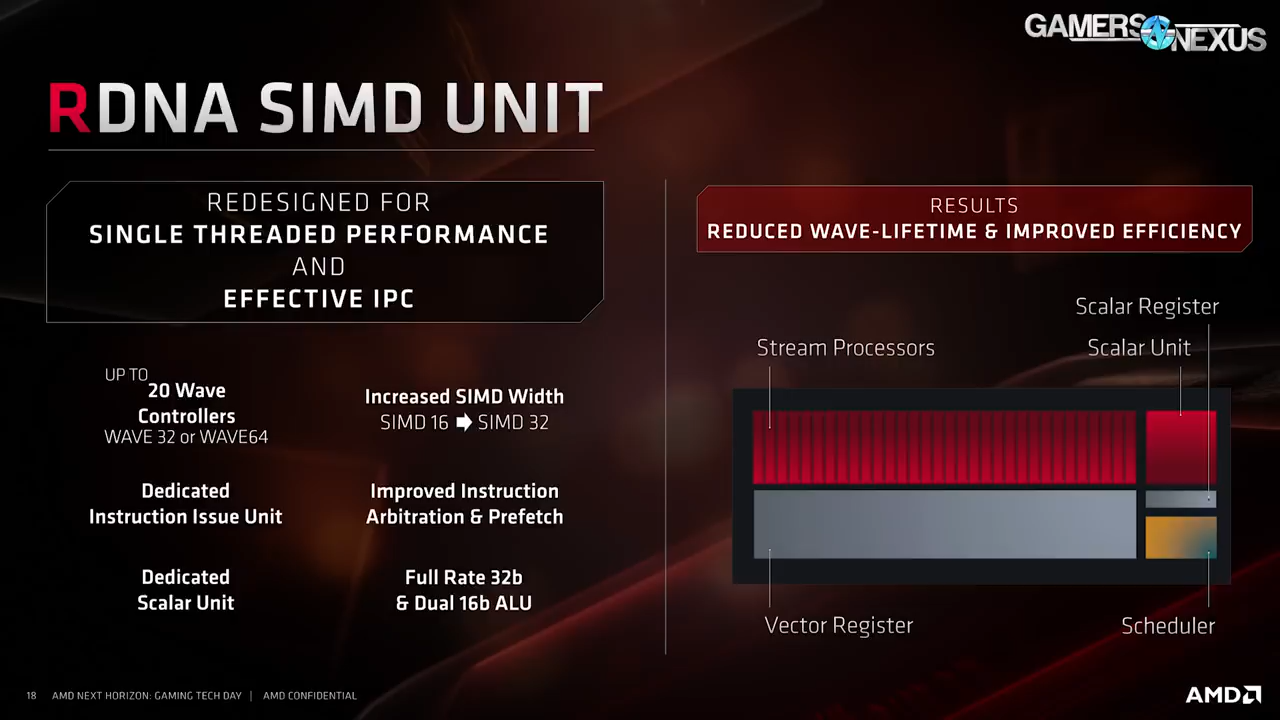 GAMERS NEXUS
RDNA SIMD UNIT
REDESIGNED FOR
SINGLE THREADED PERFORMANCE
AND
EFFECTIVE IPC
UP TO
20 Wave
Controllers
WAVE 32 or WAVE64
Increased SIMD Width
SIMD 16 🡆 SIMD 32
Dedicated
Instruction Issue Unit
Improved Instruction
Arbitration & Prefetch
Dedicated
Scalar Unit
Full Rate 32b
& Dual 16b ALU
RESULTS
REDUCED WAVE-LIFETIME & IMPROVED EFFICIENCY
Scalar Register
Stream Processors
Scalar Unit
Vector Register
Scheduler
18 AMD NEXT HORIZON: GAMING TECH DAY | AMD CONFIDENTIAL
AMD